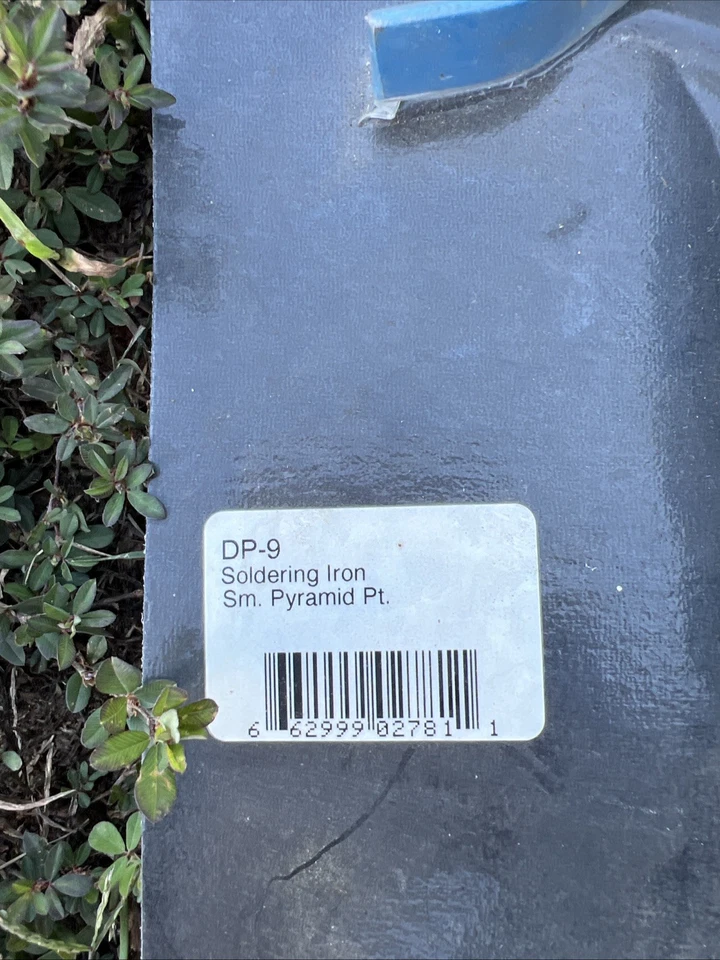 DP-9
Soldering Iron
Sm. Pyramid Pt.
6 62999 02781 1